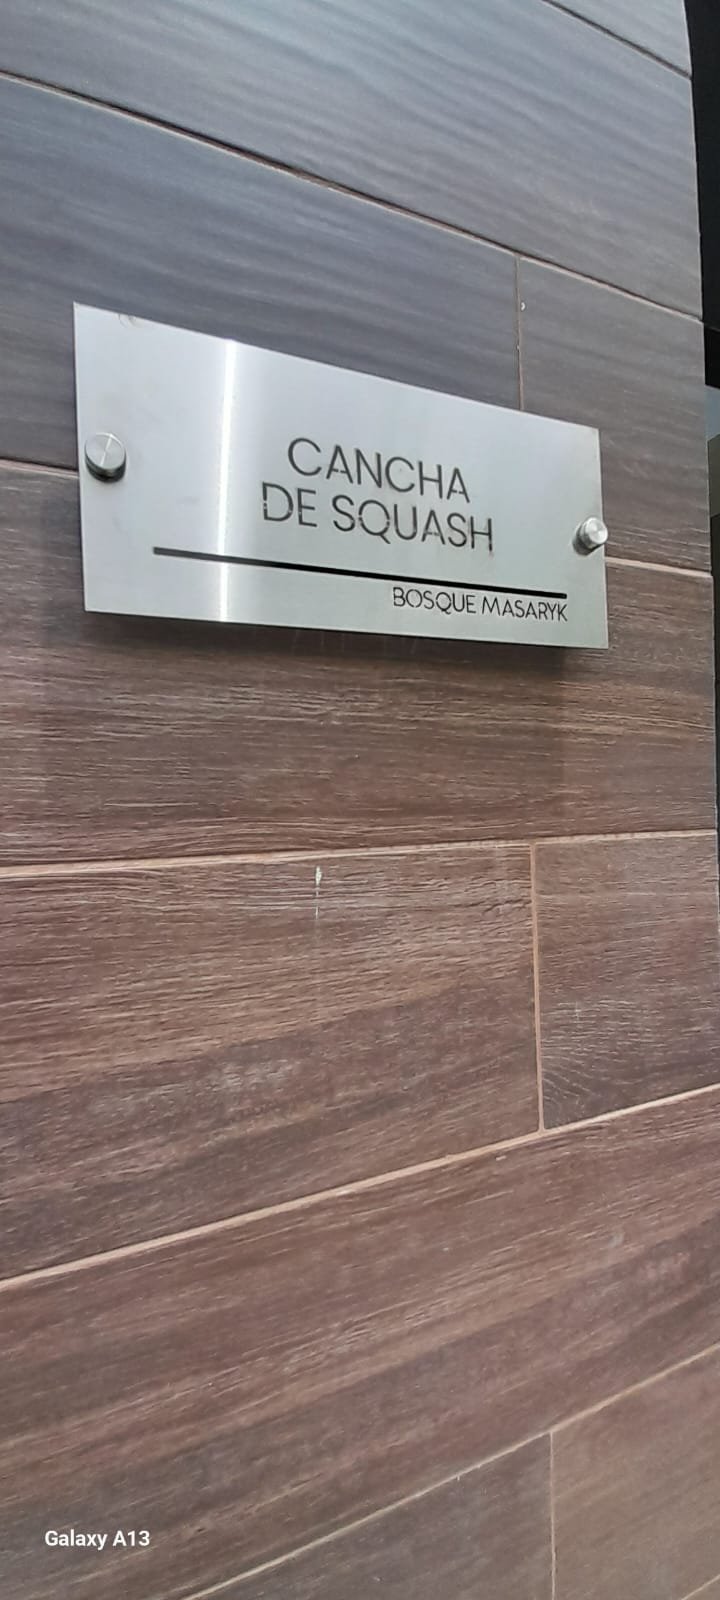 CANCHA
DE SQUASH
BOSQUE MASARYK
Galaxy A13